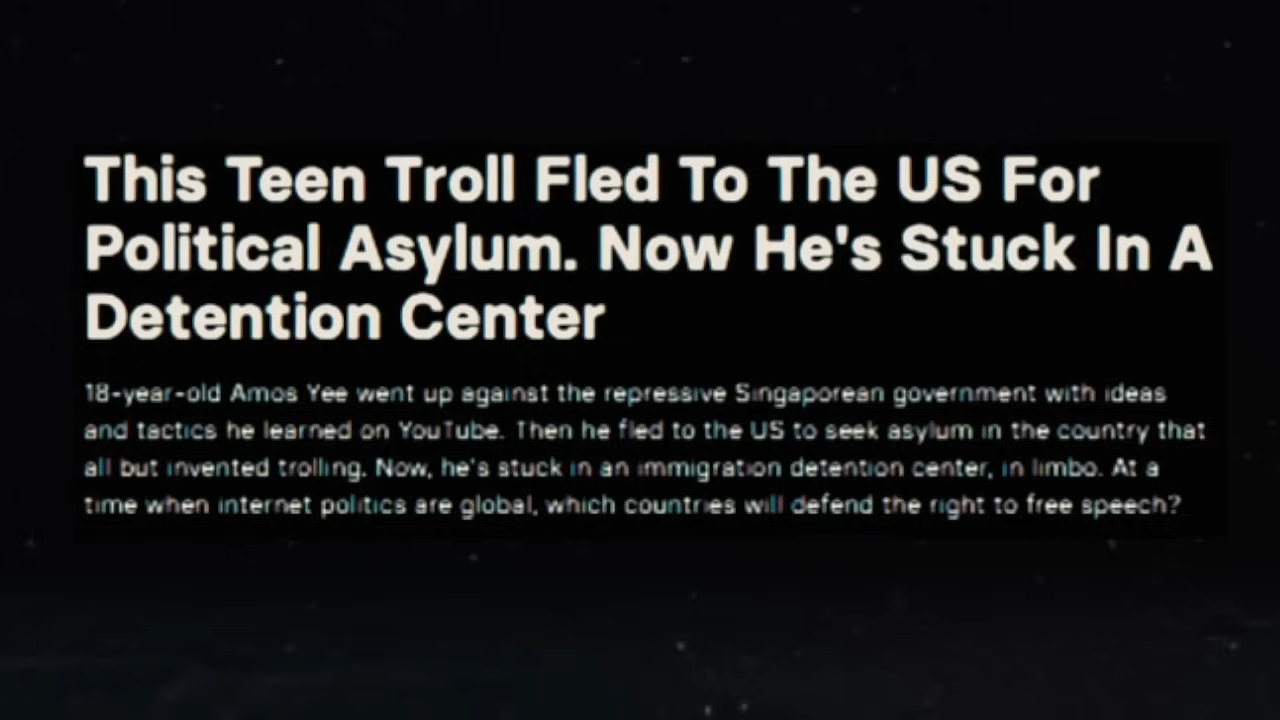 This Teen Troll Fled To The US For
Political Asylum. Now He's Stuck In A
Detention Center
18-year-old Amos Yee went up against the repressive Singaporean government with ideas
and tactics he learned on YouTube. Then he fled to the US to seek asylum in the country that
all but invented trolling. Now, he's stuck in an immigration detention center, in limbo. At a
time when internet politics are global, which countries will defend the right to free speech?